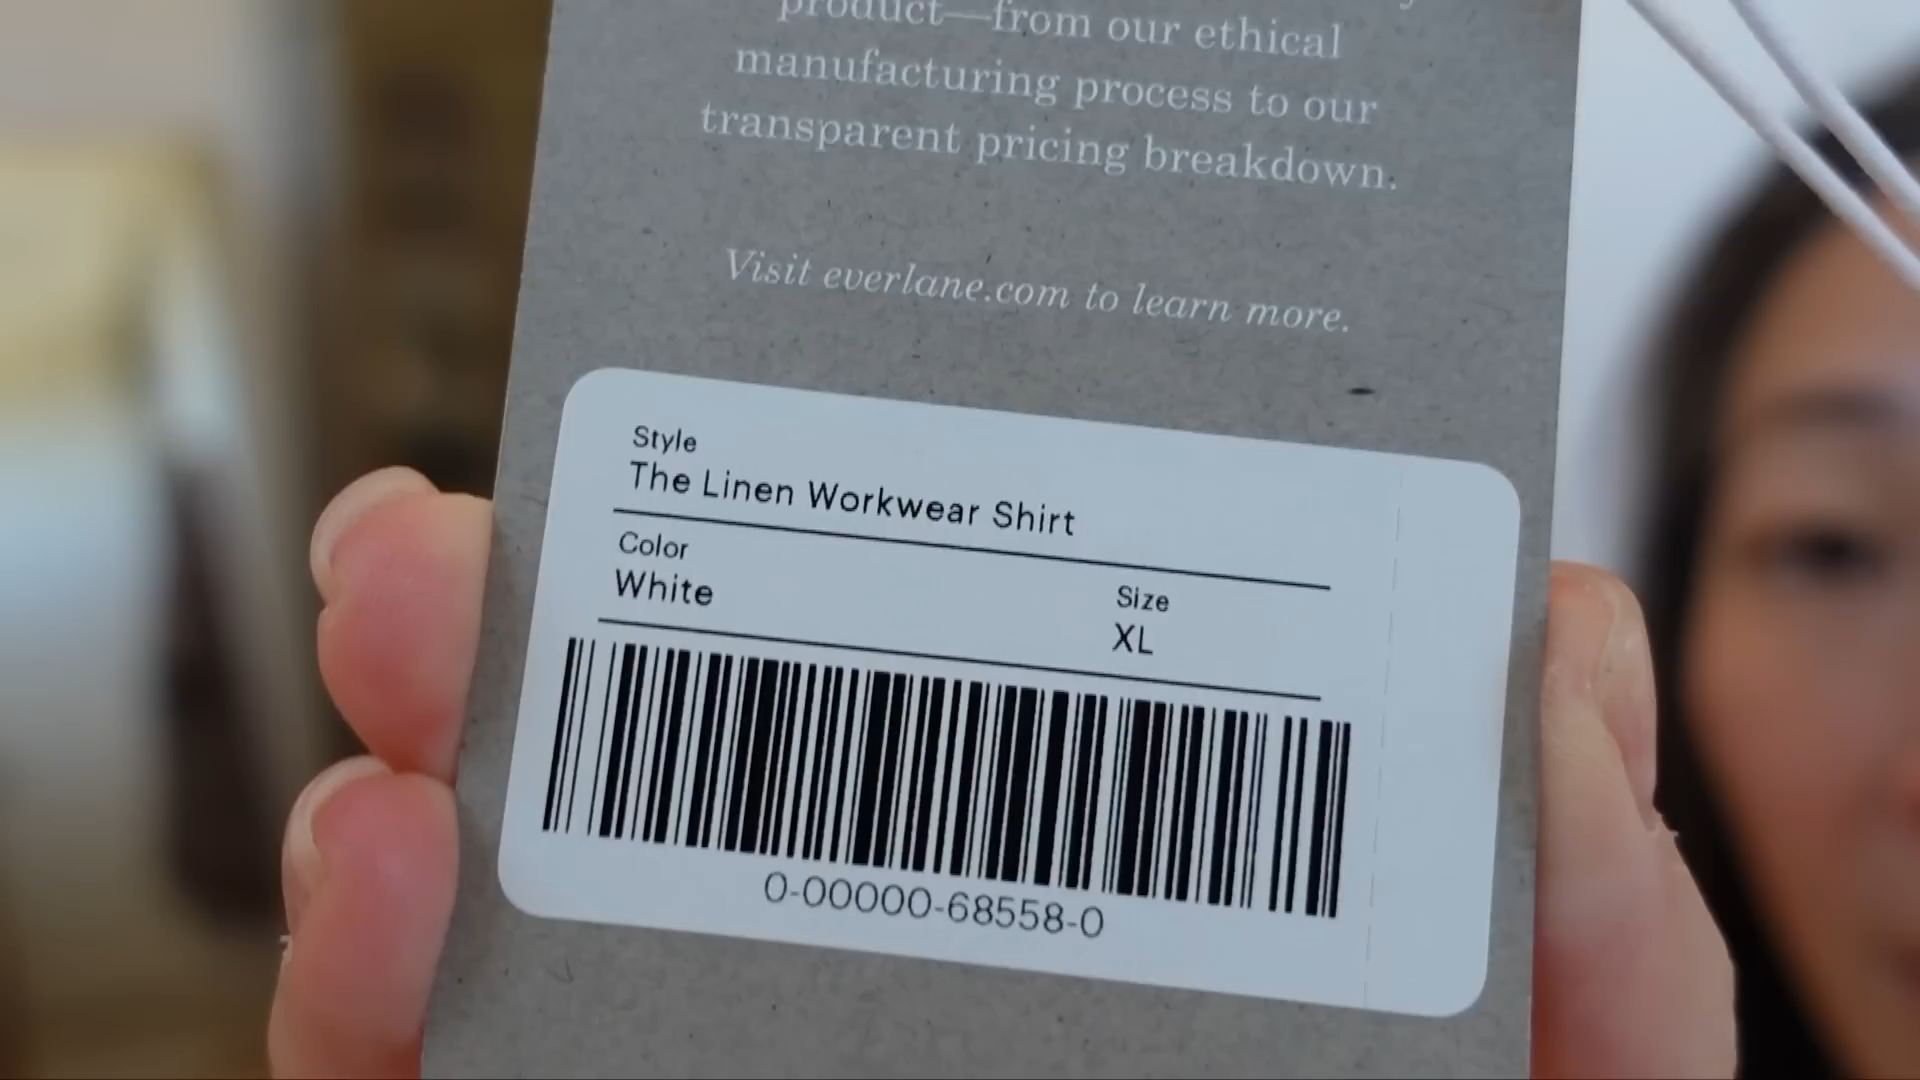 product—from our ethical
manufacturing process to our
transparent pricing breakdown.
Visit everlane.com to learn more.
Style
The Linen Workwear Shirt
Color
White
Size
XL
0-00000-68558-0